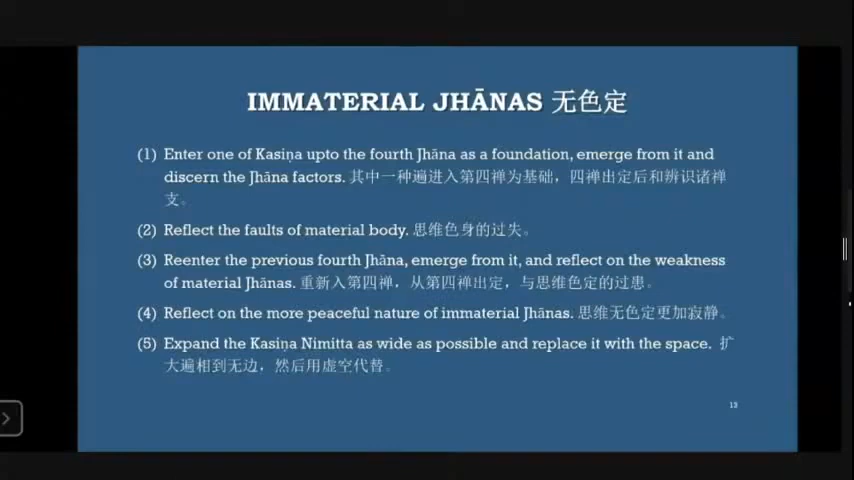 IMMATERIAL JHĀNAS 无色定
(1) Enter one of Kasiṇa upto the fourth Jhāna as a foundation, emerge from it and
discern the Jhāna factors. 其中一种遍进入第四禅为基础，四禅出定后和辨识诸禅
支。
(2) Reflect the faults of material body. 思维色身的过失。
(3) Reenter the previous fourth Jhāna, emerge from it, and reflect on the weakness
of material Jhānas. 重新入第四禅，从第四禅出定，与思维色定的过患。
(4) Reflect on the more peaceful nature of immaterial Jhānas. 思维无色定更加寂静。
(5) Expand the Kasiṇa Nimitta as wide as possible and replace it with the space. 扩
大遍相到无边，然后用虚空代替。
13